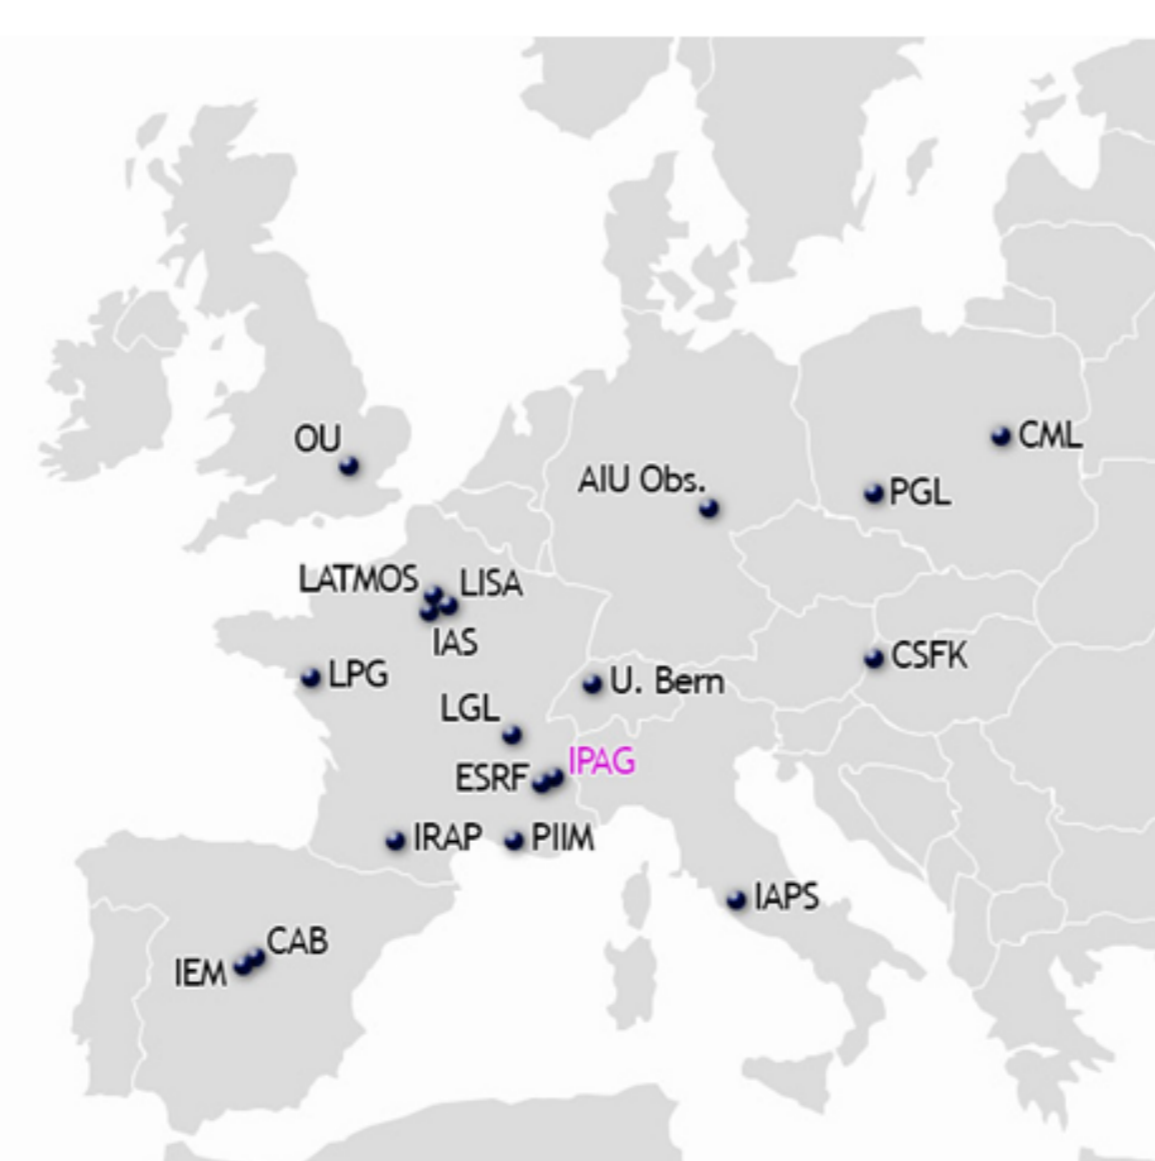 OU
CML
AIU Obs.
PGL
LATMOS
LISA
IAS
CSFK
LPG
U. Bern
LGL
IPAG
ESRF
IRAP
PIIM
IAPS
CAB
IEM